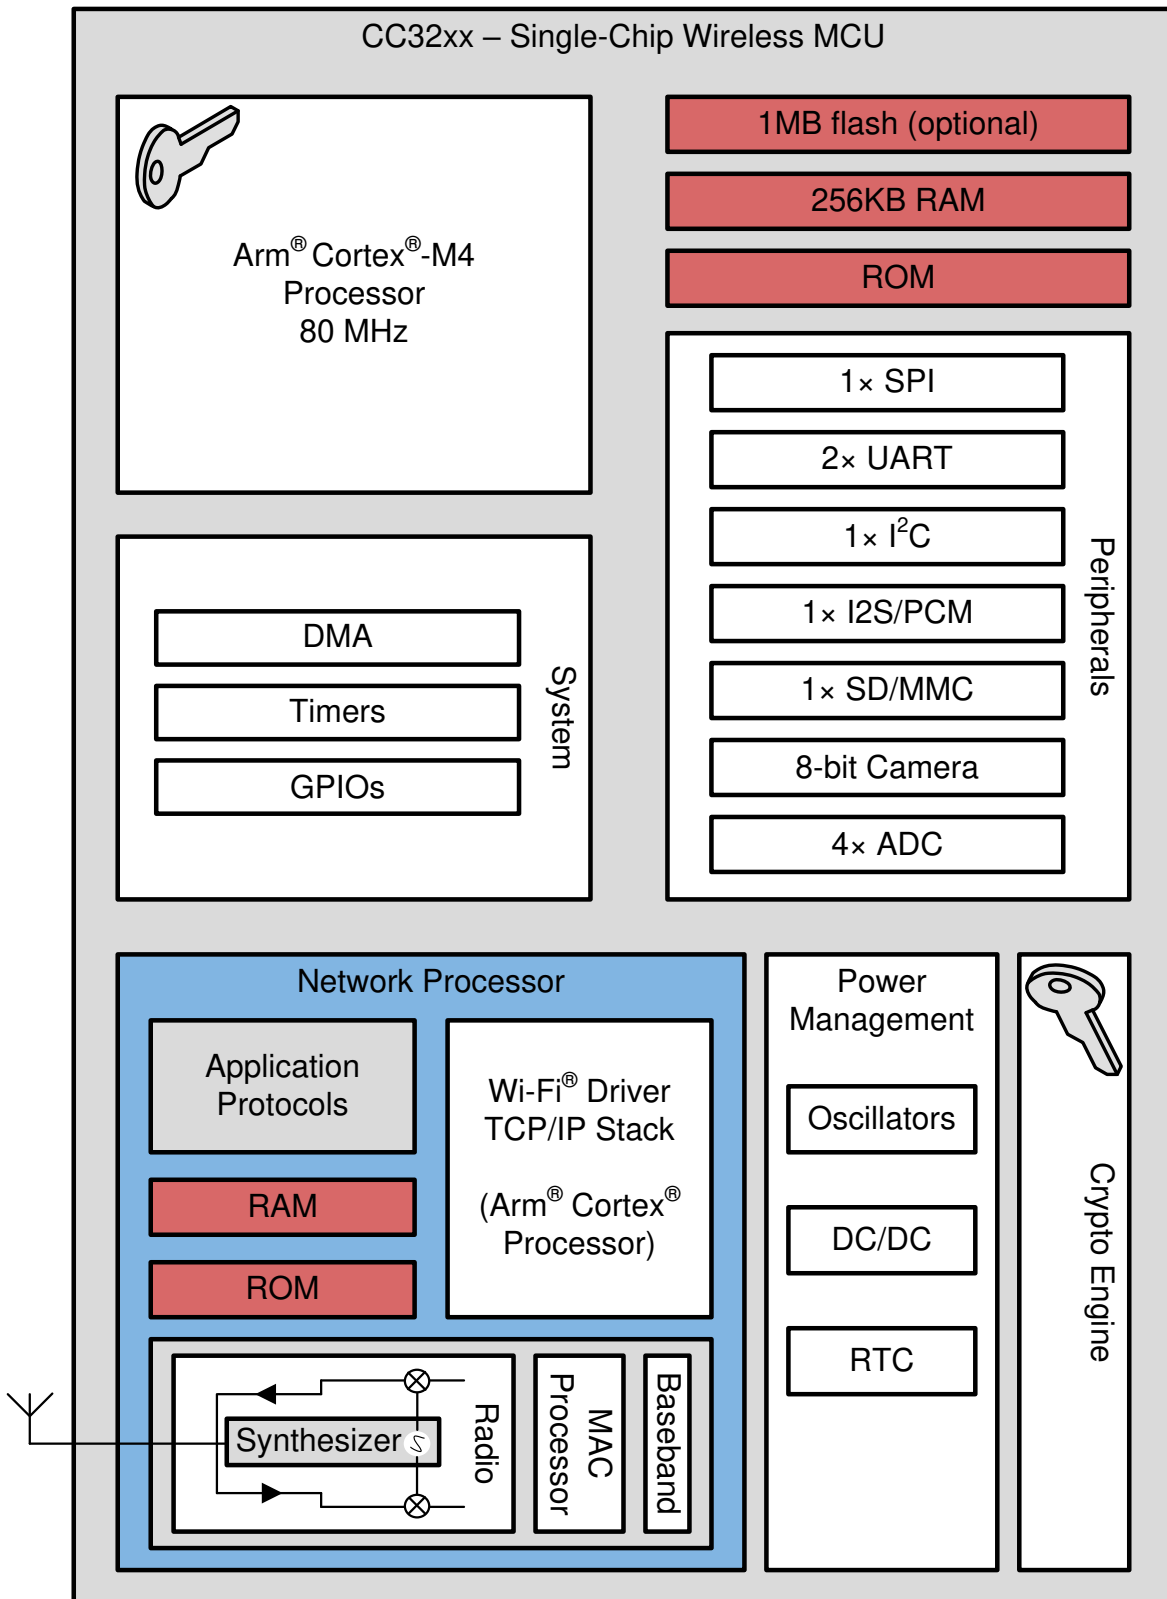 CC32xx – Single-Chip Wireless MCU
Arm® Cortex®-M4
Processor
80 MHz
1MB flash (optional)
256KB RAM
ROM
1× SPI
2× UART
1× I²C
1× I2S/PCM
1× SD/MMC
8-bit Camera
4× ADC
Peripherals
DMA
Timers
GPIOs
System
Network Processor
Application
Protocols
RAM
ROM
Wi-Fi® Driver
TCP/IP Stack
(Arm® Cortex®
Processor)
Synthesizer
Radio
MAC
Processor
Baseband
Power
Management
Oscillators
DC/DC
RTC
Crypto Engine